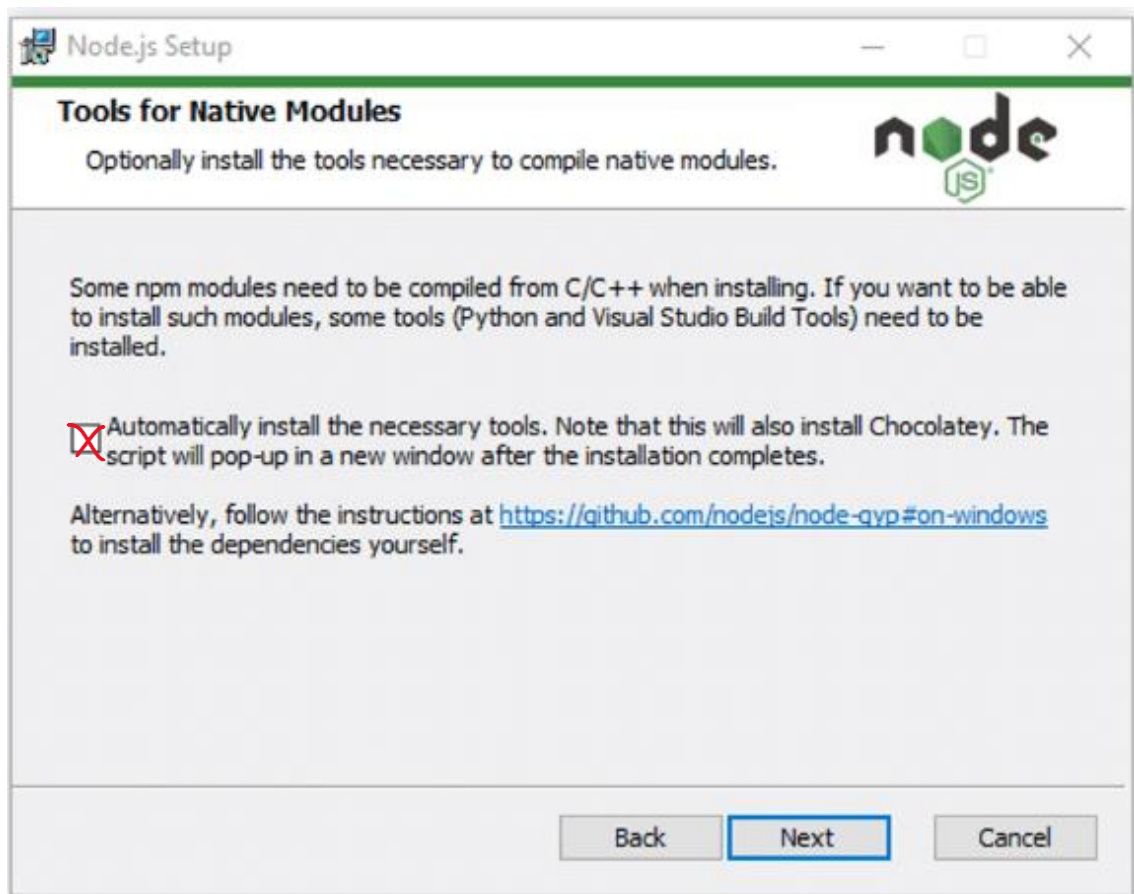 Node.js Setup
Tools for Native Modules
Optionally install the tools necessary to compile native modules.
node
JS
Some npm modules need to be compiled from C/C++ when installing. If you want to be able
to install such modules, some tools (Python and Visual Studio Build Tools) need to be
installed.
Automatically install the necessary tools. Note that this will also install Chocolatey. The
script will pop-up in a new window after the installation completes.
Alternatively, follow the instructions at https://github.com/nodejs/node-gyp#on-windows
to install the dependencies yourself.
Back
Next
Cancel